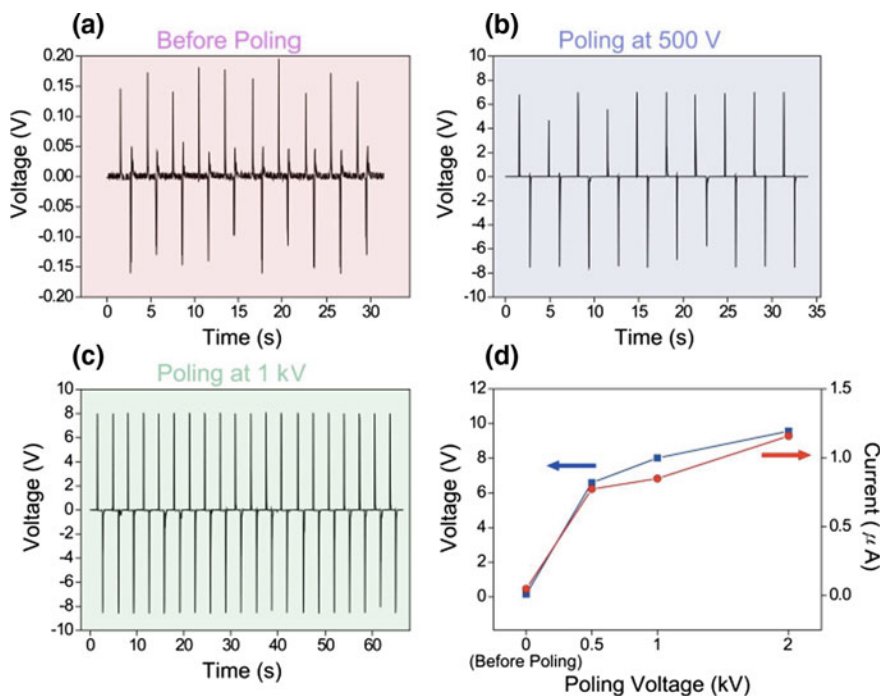 (a)
Before Poling
0.20
0.15
0.10
0.05
0.00
-0.05
-0.10
-0.15
-0.20
Voltage (V)
0 5 10 15 20 25 30
Time (s)
(b)
Poling at 500 V
10
8
6
4
2
0
-2
-4
-6
-8
-10
Voltage (V)
0 5 10 15 20 25 30 35
Time (s)
(c)
Poling at 1 kV
10
8
6
4
2
0
-2
-4
-6
-8
-10
Voltage (V)
0 10 20 30 40 50 60
Time (s)
(d)
12
10
8
6
4
2
0
Voltage (V)
1.5
1.0
0.5
0.0
Current (μA)
0 0.5 1 2
(Before Poling)
Poling Voltage (kV)